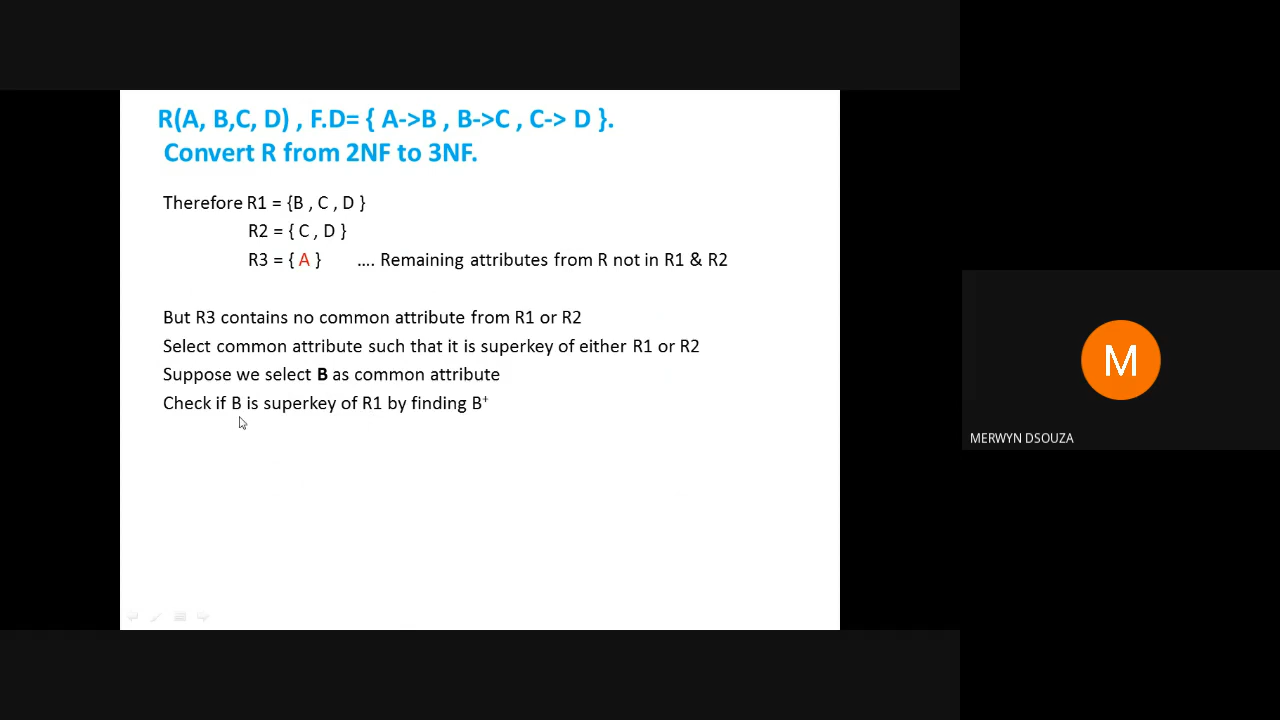 R(A, B,C, D) , F.D= { A->B , B->C , C-> D }.
Convert R from 2NF to 3NF.
Therefore R1 = {B , C , D }
R2 = { C , D }
R3 = { A } .... Remaining attributes from R not in R1 & R2
But R3 contains no common attribute from R1 or R2
Select common attribute such that it is superkey of either R1 or R2
Suppose we select B as common attribute
Check if B is superkey of R1 by finding B⁺
M
MERWYN DSOUZA